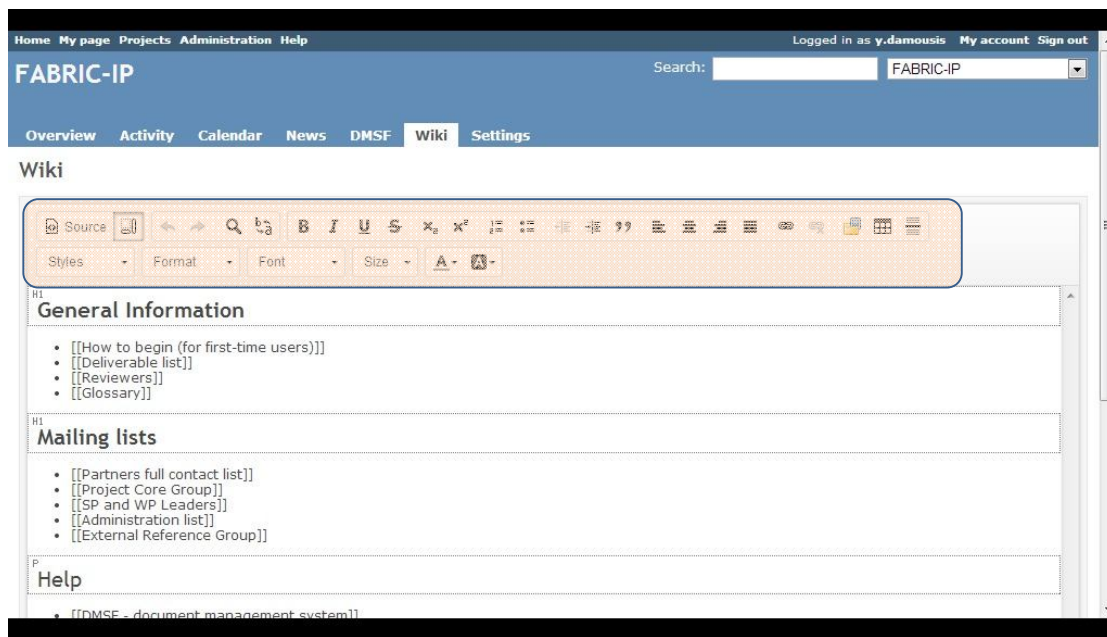 Home My page Projects Administration Help Logged in as y.damousis My account Sign out
FABRIC-IP Search: FABRIC-IP
Overview Activity Calendar News DMSF Wiki Settings
Wiki
Source B I U S x₂ x²
Styles Format Font Size A A
H1
General Information
• [[How to begin (for first-time users)]]
• [[Deliverable list]]
• [[Reviewers]]
• [[Glossary]]
H1
Mailing lists
• [[Partners full contact list]]
• [[Project Core Group]]
• [[SP and WP Leaders]]
• [[Administration list]]
• [[External Reference Group]]
P
Help
• [[DMSF - document management system]]